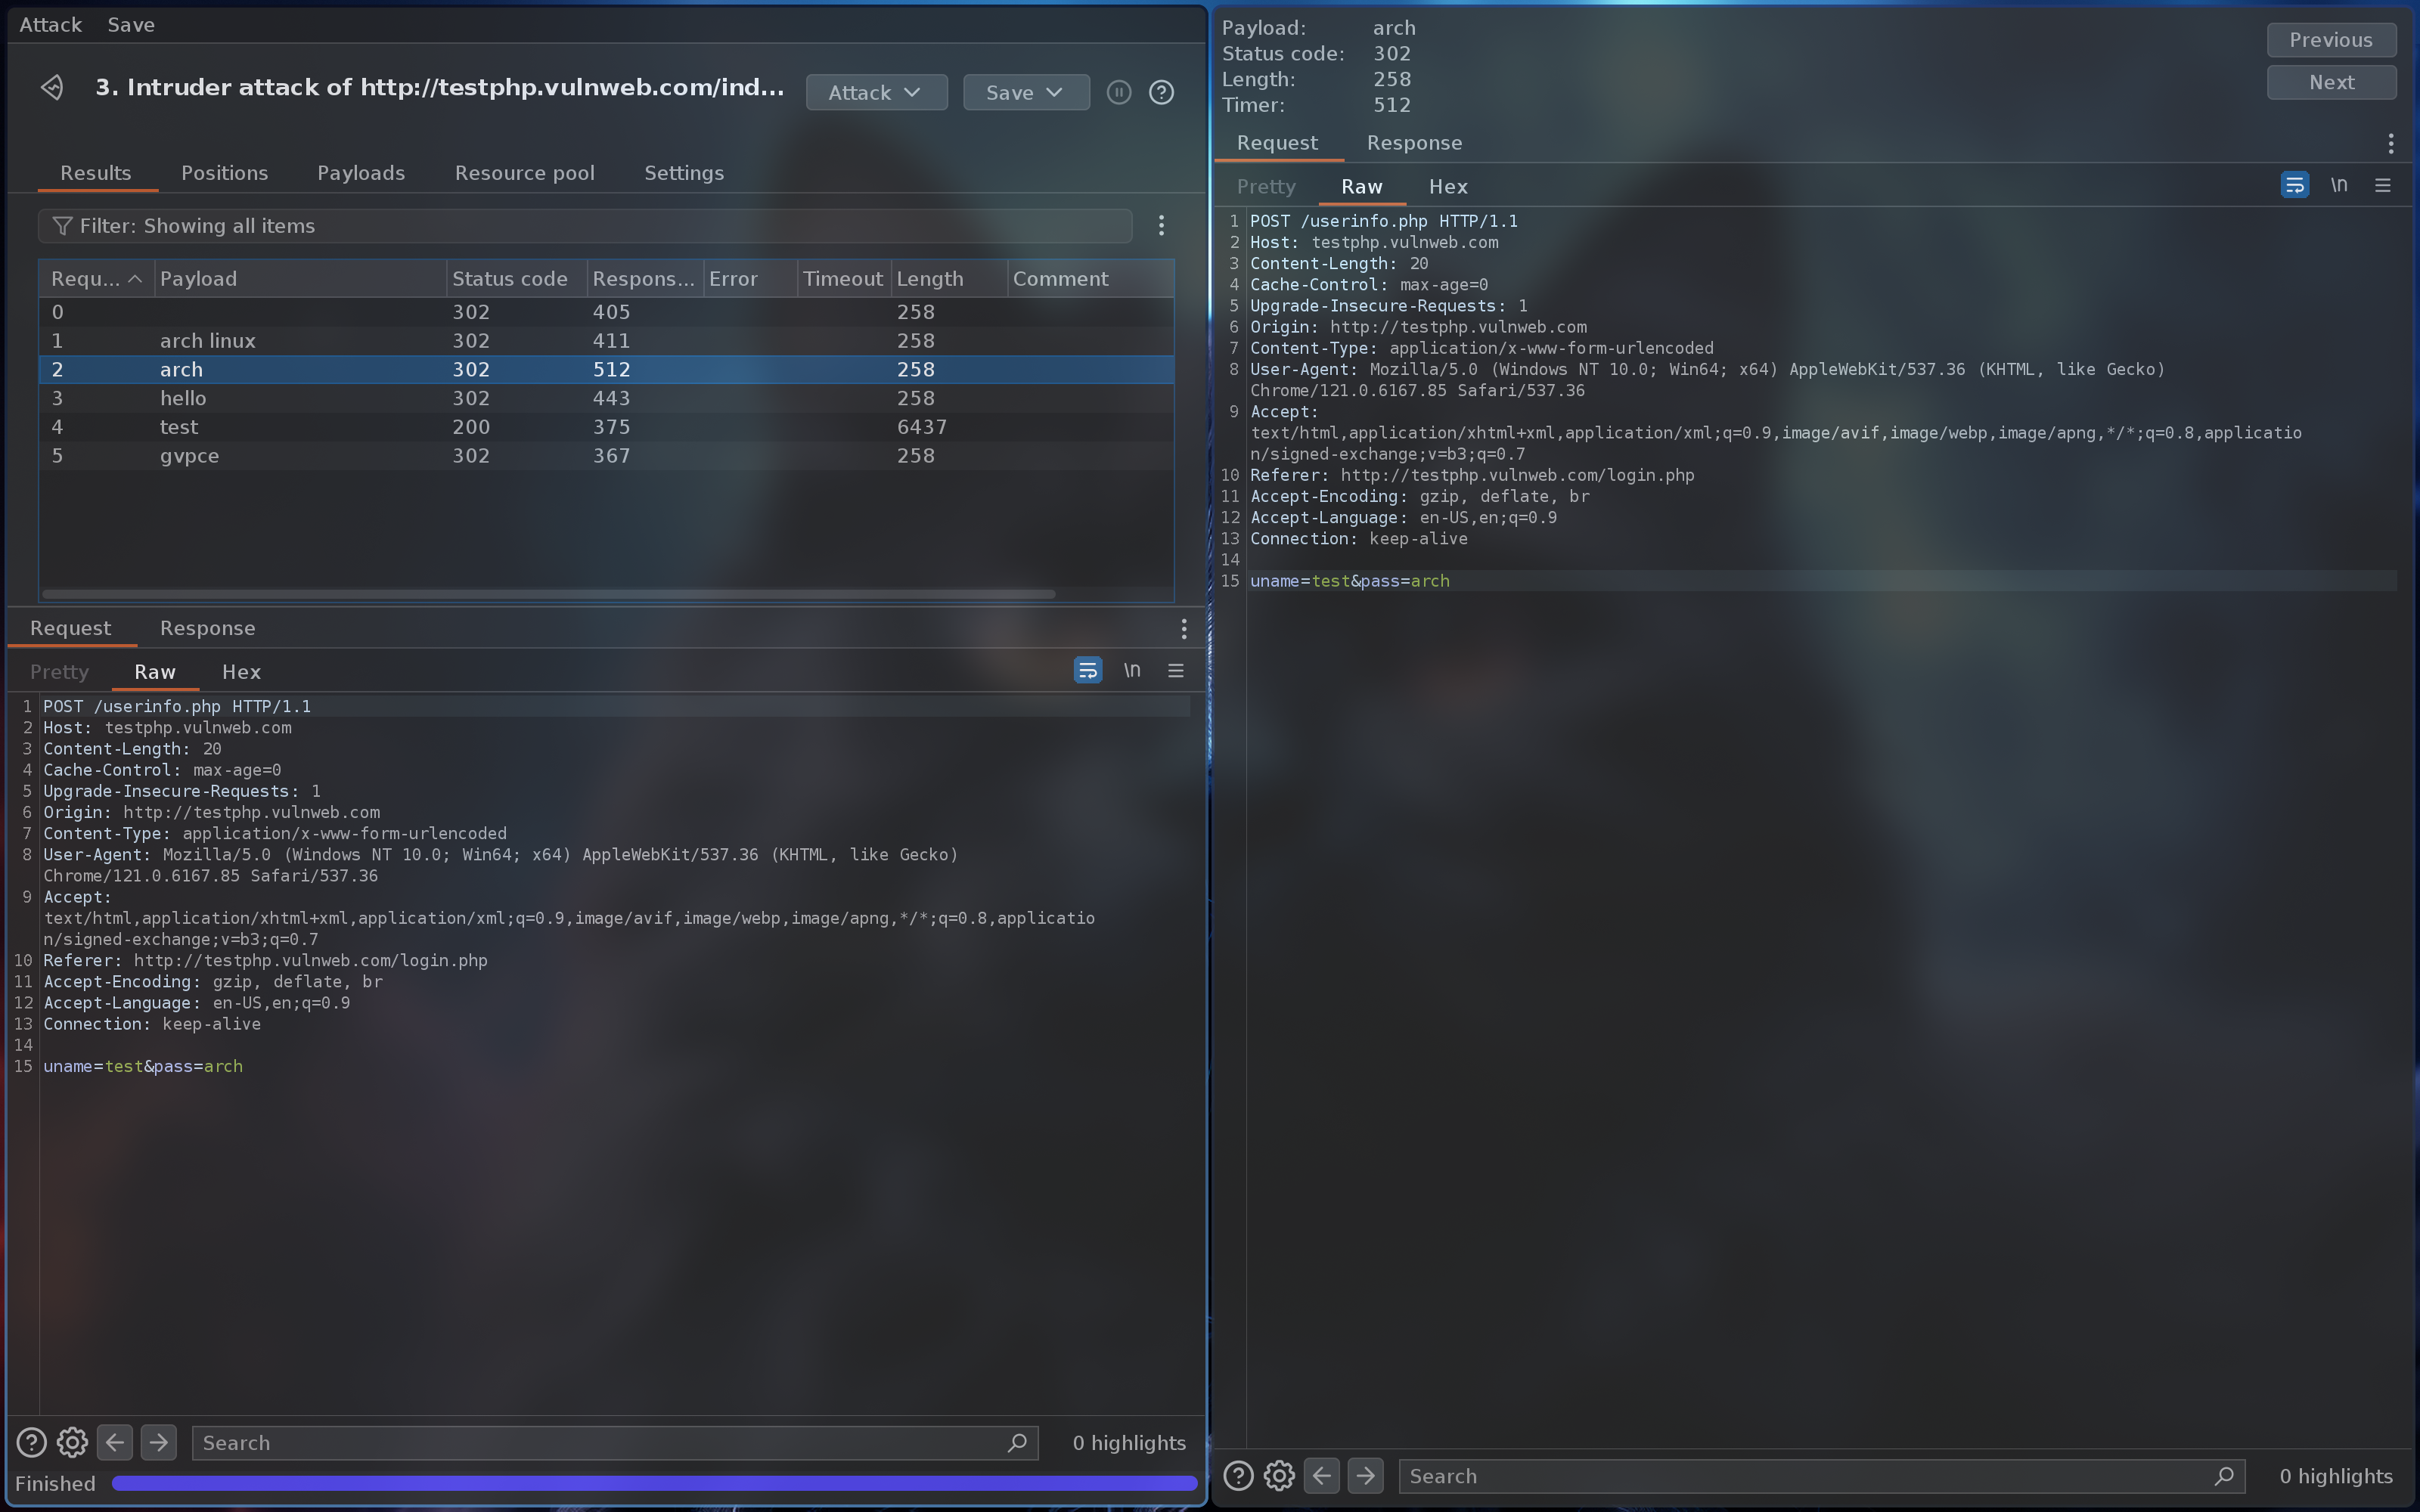 Attack Save
3. Intruder attack of http://testphp.vulnweb.com/ind...
Attack Save
Results Positions Payloads Resource pool Settings
Filter: Showing all items
Requ... Payload Status code Respons... Error Timeout Length Comment
0 302 405 258
1 arch linux 302 411 258
2 arch 302 512 258
3 hello 302 443 258
4 test 200 375 6437
5 gvpce 302 367 258
Request Response
Pretty Raw Hex
\n
1 POST /userinfo.php HTTP/1.1
2 Host: testphp.vulnweb.com
3 Content-Length: 20
4 Cache-Control: max-age=0
5 Upgrade-Insecure-Requests: 1
6 Origin: http://testphp.vulnweb.com
7 Content-Type: application/x-www-form-urlencoded
8 User-Agent: Mozilla/5.0 (Windows NT 10.0; Win64; x64) AppleWebKit/537.36 (KHTML, like Gecko)
Chrome/121.0.6167.85 Safari/537.36
9 Accept:
text/html,application/xhtml+xml,application/xml;q=0.9,image/avif,image/webp,image/apng,*/*;q=0.8,applicatio
n/signed-exchange;v=b3;q=0.7
10 Referer: http://testphp.vulnweb.com/login.php
11 Accept-Encoding: gzip, deflate, br
12 Accept-Language: en-US,en;q=0.9
13 Connection: keep-alive
14
15 uname=test&pass=arch
Search
0 highlights
Finished
Payload: arch
Status code: 302
Length: 258
Timer: 512
Previous
Next
Request Response
Pretty Raw Hex
\n
1 POST /userinfo.php HTTP/1.1
2 Host: testphp.vulnweb.com
3 Content-Length: 20
4 Cache-Control: max-age=0
5 Upgrade-Insecure-Requests: 1
6 Origin: http://testphp.vulnweb.com
7 Content-Type: application/x-www-form-urlencoded
8 User-Agent: Mozilla/5.0 (Windows NT 10.0; Win64; x64) AppleWebKit/537.36 (KHTML, like Gecko)
Chrome/121.0.6167.85 Safari/537.36
9 Accept:
text/html,application/xhtml+xml,application/xml;q=0.9,image/avif,image/webp,image/apng,*/*;q=0.8,applicatio
n/signed-exchange;v=b3;q=0.7
10 Referer: http://testphp.vulnweb.com/login.php
11 Accept-Encoding: gzip, deflate, br
12 Accept-Language: en-US,en;q=0.9
13 Connection: keep-alive
14
15 uname=test&pass=arch
Search
0 highlights